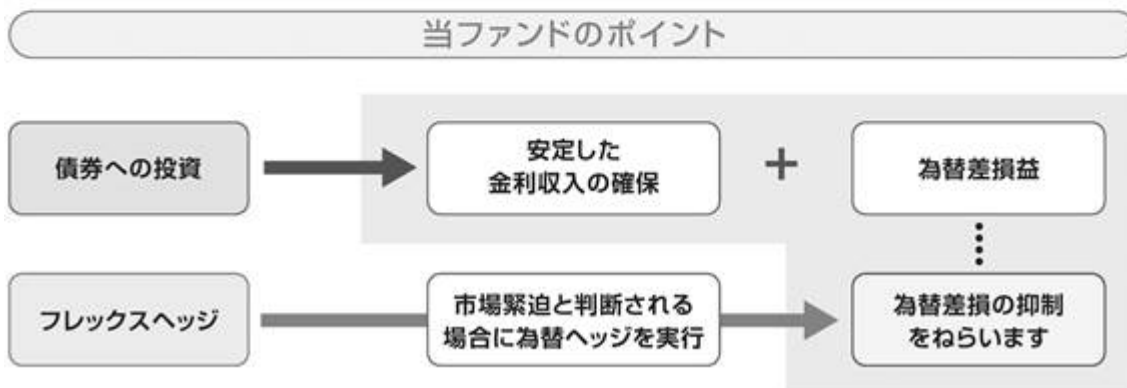 当ファンドのポイント
債券への投資
安定した
金利収入の確保
+
為替差損益
フレックスヘッジ
市場緊迫と判断される
場合に為替ヘッジを実行
為替差損の抑制
をねらいます